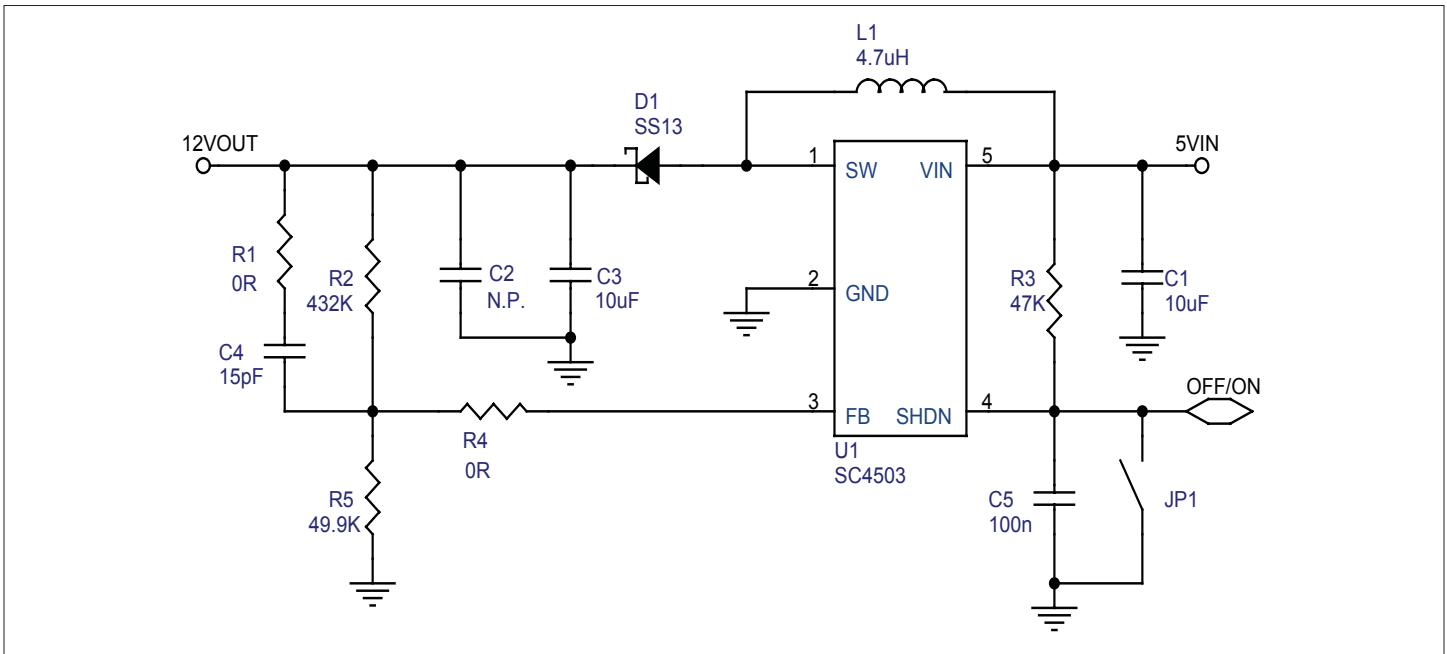 L1
4.7uH
D1
SS13
12VOUT
5VIN
1
5
SW
VIN
R1
0R
R2
432K
C2
N.P.
C3
10uF
2
GND
R3
47K
C1
10uF
C4
15pF
OFF/ON
3
4
FB
SHDN
R4
0R
U1
SC4503
R5
49.9K
C5
100n
JP1